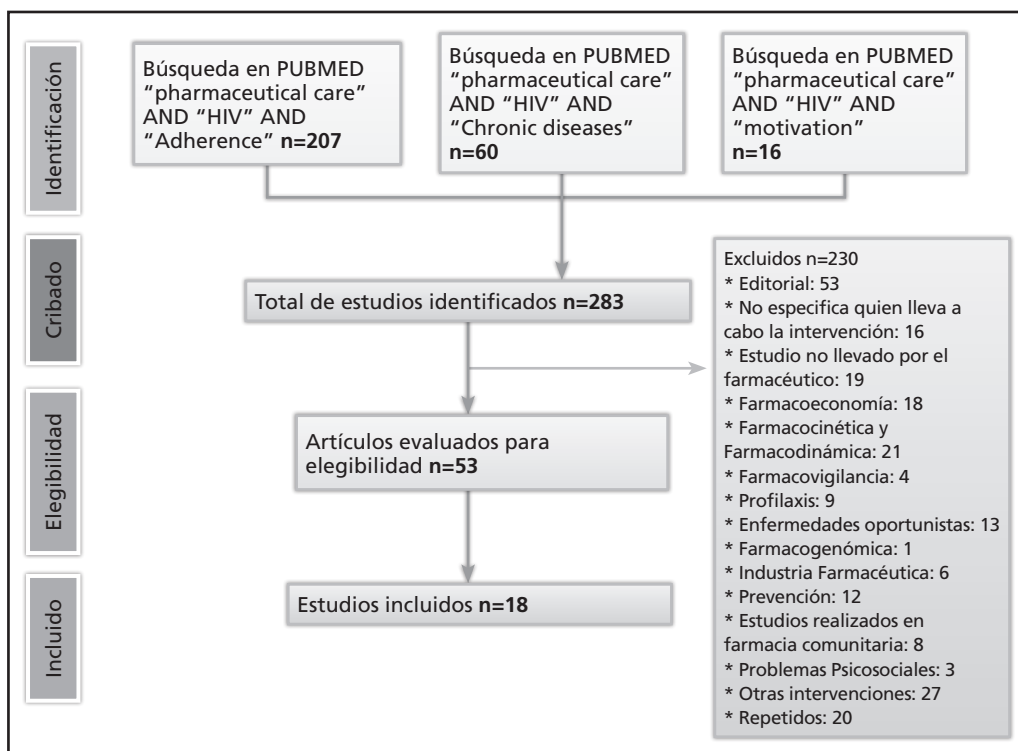 Identificación
Búsqueda en PUBMED
“pharmaceutical care”
AND “HIV” AND
“Adherence” n=207
Búsqueda en PUBMED
“pharmaceutical care”
AND “HIV” AND
“Chronic diseases”
n=60
Búsqueda en PUBMED
“pharmaceutical care”
AND “HIV” AND
“motivation”
n=16
Cribado
Total de estudios identificados n=283
Excluidos n=230
* Editorial: 53
* No especifica quien lleva a
cabo la intervención: 16
* Estudio no llevado por el
farmacéutico: 19
* Farmacoeconomía: 18
* Farmacocinética y
Farmacodinámica: 21
* Farmacovigilancia: 4
* Profilaxis: 9
* Enfermedades oportunistas: 13
* Farmacogenómica: 1
* Industria Farmacéutica: 6
* Prevención: 12
* Estudios realizados en
farmacia comunitaria: 8
* Problemas Psicosociales: 3
* Otras intervenciones: 27
* Repetidos: 20
Elegibilidad
Artículos evaluados para
elegibilidad n=53
Incluido
Estudios incluidos n=18